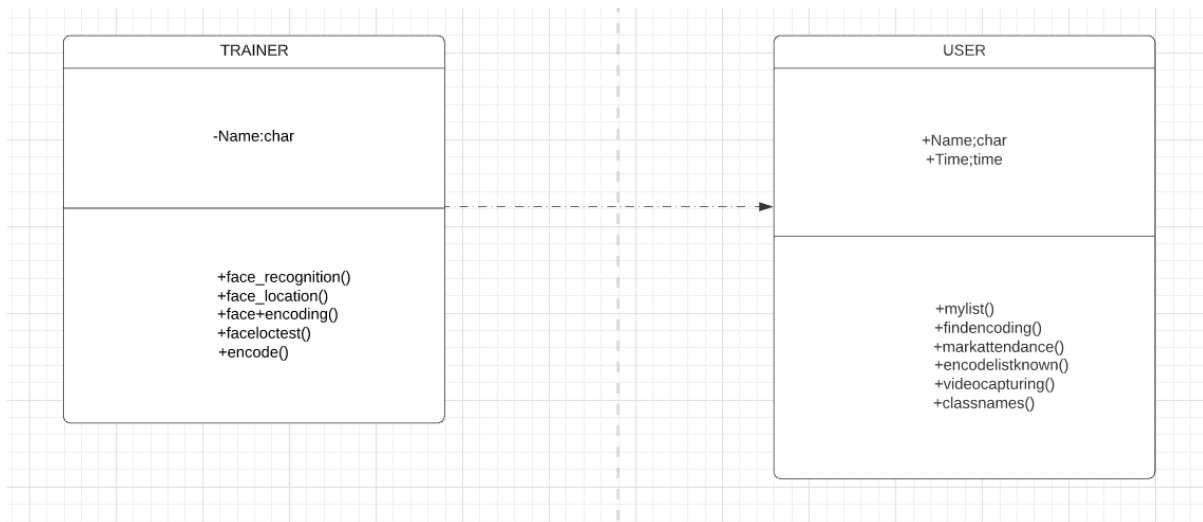 TRAINER
-Name:char
+face_recognition()
+face_location()
+face+encoding()
+faceloctest()
+encode()
USER
+Name;char
+Time;time
+mylist()
+findencoding()
+markattendance()
+encodelistknown()
+videocapturing()
+classnames()